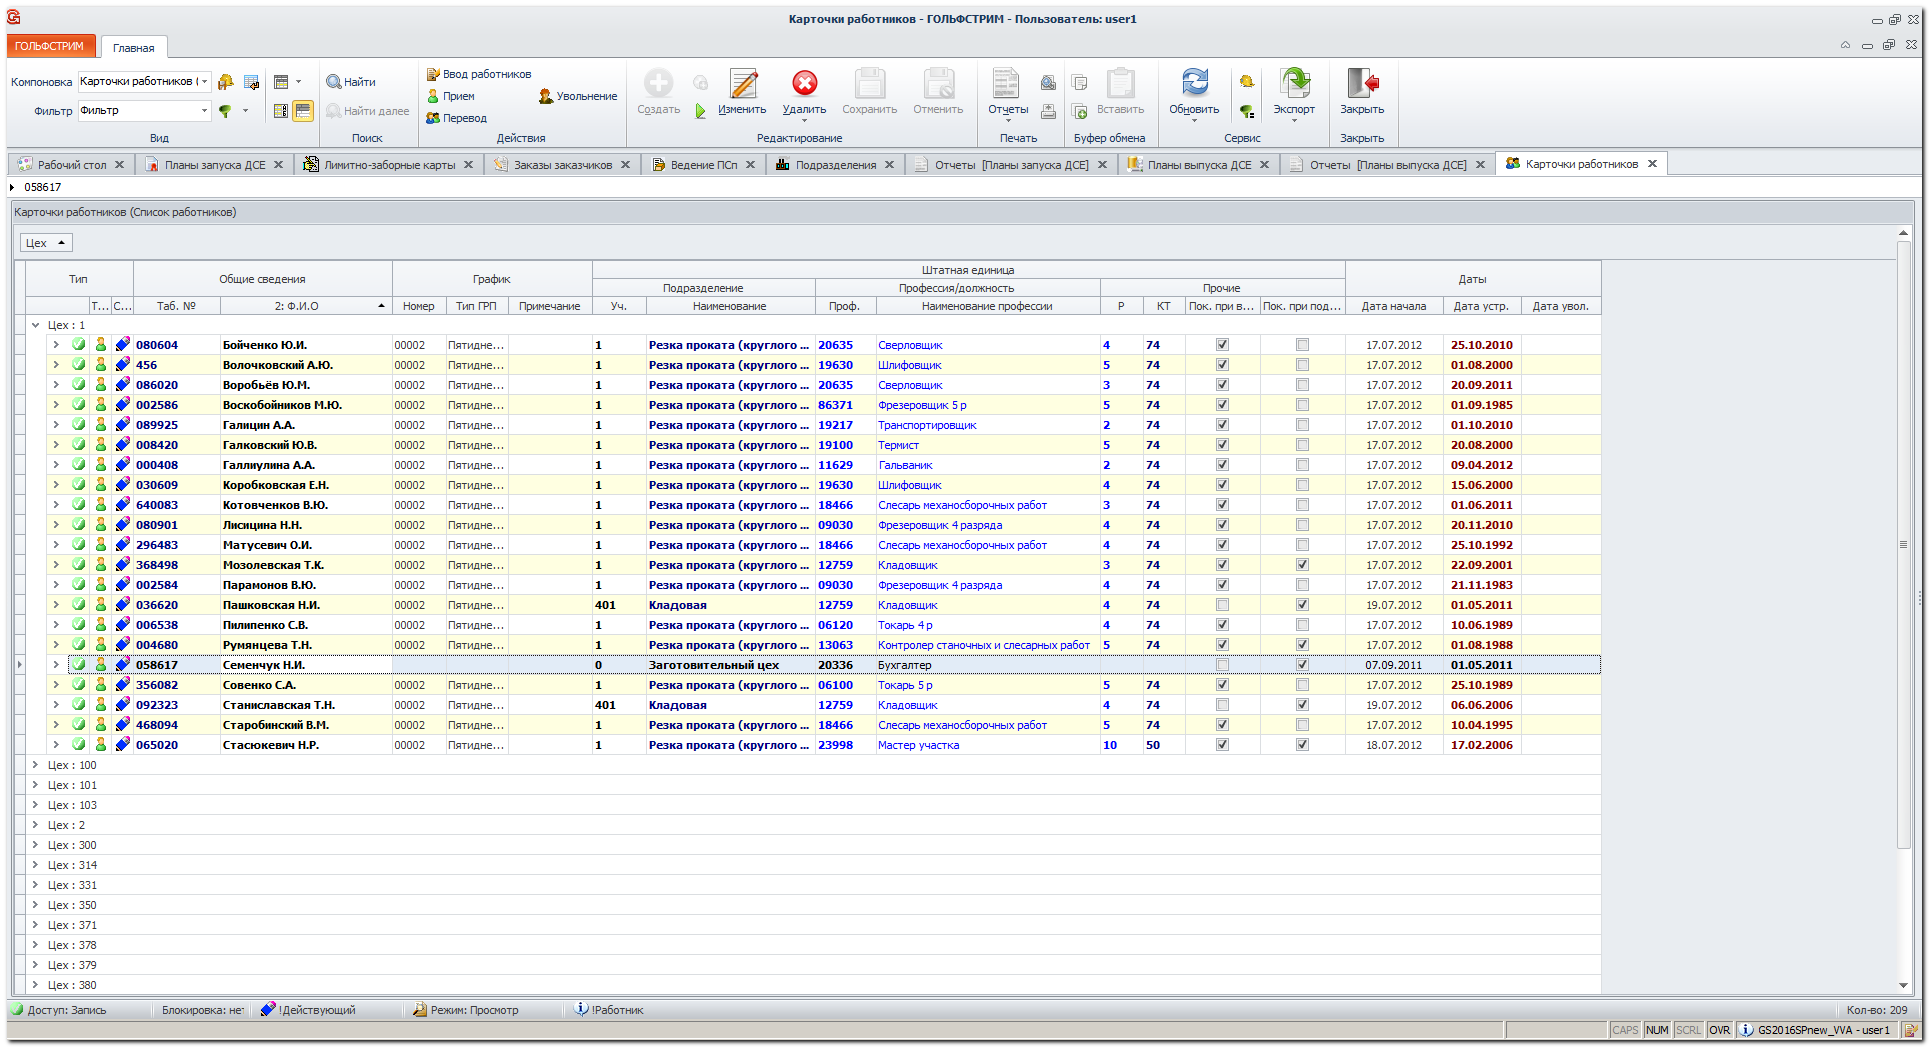 Карточки работников - ГОЛЬФСТРИМ - Пользователь: user1
ГОЛЬФСТРИМ Главная
Компоновка Карточки работников (
Фильтр Фильтр
Вид
Найти
Найти далее
Поиск
Ввод работников
Прием
Перевод
Увольнение
Действия
Создать Изменить Удалить Сохранить Отменить
Редактирование
Отчеты
Печать
Вставить
Буфер обмена
Обновить Экспорт
Сервис
Закрыть
Закрыть
Рабочий стол Планы запуска ДСЕ Лимитно-заборные карты Заказы заказчиков Ведение ПСп Подразделения Отчеты [Планы запуска ДСЕ] Планы выпуска ДСЕ Отчеты [Планы выпуска ДСЕ] Карточки работников
058617
Карточки работников (Список работников)
Цех
Тип Общие сведения График Штатная единица Даты
Подразделение Профессия/должность Прочие
Т... С... Таб. № 2: Ф.И.О Номер Тип ГРП Примечание Уч. Наименование Проф. Наименование профессии Р КТ Пок. при в... Пок. при под... Дата начала Дата устр. Дата увол.
Цех : 1
080604 Бойченко Ю.И. 00002 Пятидне... 1 Резка проката (круглого ... 20635 Сверловщик 4 74 17.07.2012 25.10.2010
456 Волочковский А.Ю. 00002 Пятидне... 1 Резка проката (круглого ... 19630 Шлифовщик 5 74 17.07.2012 01.08.2000
086020 Воробьёв Ю.М. 00002 Пятидне... 1 Резка проката (круглого ... 20635 Сверловщик 3 74 17.07.2012 20.09.2011
002586 Воскобойников М.Ю. 00002 Пятидне... 1 Резка проката (круглого ... 86371 Фрезеровщик 5 р 5 74 17.07.2012 01.09.1985
089925 Галицин А.А. 00002 Пятидне... 1 Резка проката (круглого ... 19217 Транспортировщик 2 74 17.07.2012 01.10.2010
008420 Галковский Ю.В. 00002 Пятидне... 1 Резка проката (круглого ... 19100 Термист 5 74 17.07.2012 20.08.2000
000408 Галлиулина А.А. 00002 Пятидне... 1 Резка проката (круглого ... 11629 Гальваник 2 74 17.07.2012 09.04.2012
030609 Коробковская Е.Н. 00002 Пятидне... 1 Резка проката (круглого ... 19630 Шлифовщик 4 74 17.07.2012 15.06.2000
640083 Котовченков В.Ю. 00002 Пятидне... 1 Резка проката (круглого ... 18466 Слесарь механосборочных работ 3 74 17.07.2012 01.06.2011
080901 Лисицина Н.Н. 00002 Пятидне... 1 Резка проката (круглого ... 09030 Фрезеровщик 4 разряда 4 74 17.07.2012 20.11.2010
296483 Матусевич О.И. 00002 Пятидне... 1 Резка проката (круглого ... 18466 Слесарь механосборочных работ 4 74 17.07.2012 25.10.1992
368498 Мозолевская Т.К. 00002 Пятидне... 1 Резка проката (круглого ... 12759 Кладовщик 3 74 17.07.2012 22.09.2001
002584 Парамонов В.Ю. 00002 Пятидне... 1 Резка проката (круглого ... 09030 Фрезеровщик 4 разряда 4 74 17.07.2012 21.11.1983
036620 Пашковская Н.И. 00002 Пятидне... 401 Кладовая 12759 Кладовщик 4 74 19.07.2012 01.05.2011
006538 Пилипенко С.В. 00002 Пятидне... 1 Резка проката (круглого ... 06120 Токарь 4 р 4 74 17.07.2012 10.06.1989
004680 Румянцева Т.Н. 00002 Пятидне... 1 Резка проката (круглого ... 13063 Контролер станочных и слесарных работ 5 74 17.07.2012 01.08.1988
058617 Семенчук Н.И. 0 Заготовительный цех 20336 Бухгалтер 07.09.2011 01.05.2011
356082 Совенко С.А. 00002 Пятидне... 1 Резка проката (круглого ... 06100 Токарь 5 р 5 74 17.07.2012 25.10.1989
092323 Станиславская Т.Н. 00002 Пятидне... 401 Кладовая 12759 Кладовщик 4 74 19.07.2012 06.06.2006
468094 Старобинский В.М. 00002 Пятидне... 1 Резка проката (круглого ... 18466 Слесарь механосборочных работ 5 74 17.07.2012 10.04.1995
065020 Стасюкевич Н.Р. 00002 Пятидне... 1 Резка проката (круглого ... 23998 Мастер участка 10 50 18.07.2012 17.02.2006
Цех : 100
Цех : 101
Цех : 103
Цех : 2
Цех : 300
Цех : 314
Цех : 331
Цех : 350
Цех : 371
Цех : 378
Цех : 379
Цех : 380
Доступ: Запись Блокировка: нет !Действующий Режим: Просмотр !Работник Кол-во: 209
CAPS NUM SCRL OVR GS2016SPnew_VVA - user1